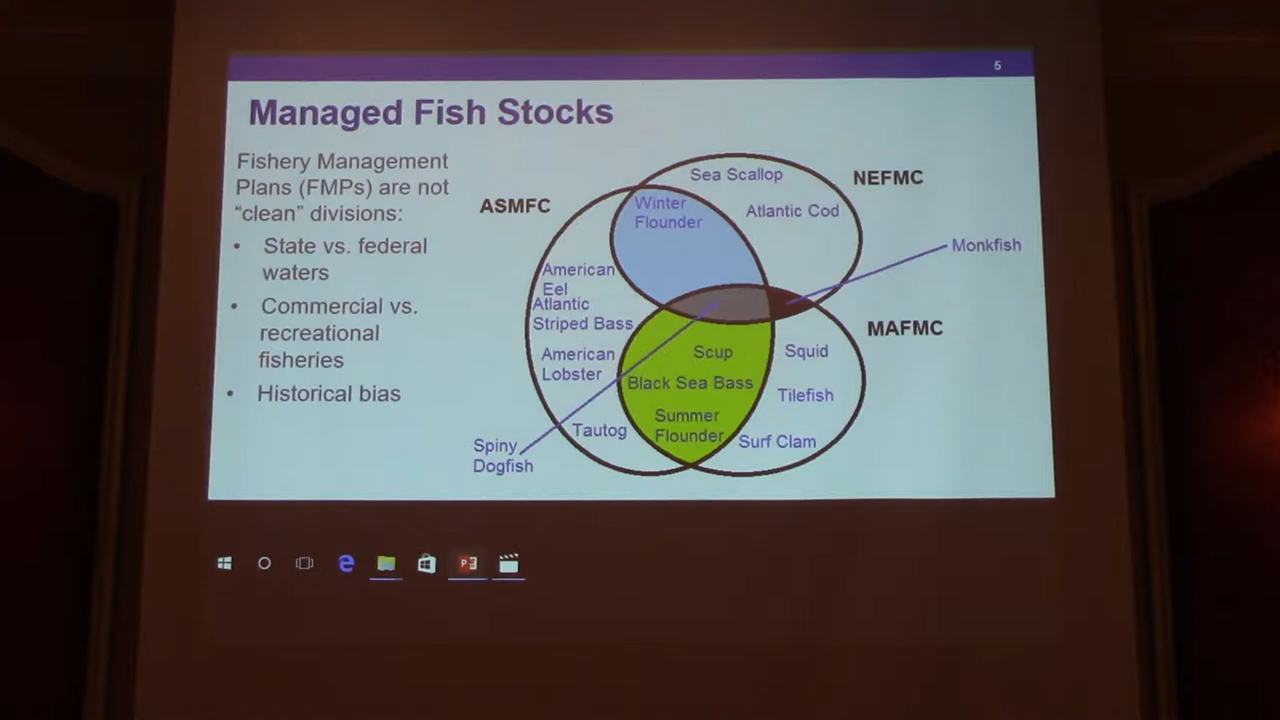 5
Managed Fish Stocks
Fishery Management
Plans (FMPs) are not
“clean” divisions:
• State vs. federal
waters
• Commercial vs.
recreational
fisheries
• Historical bias
ASMFC
NEFMC
MAFMC
Sea Scallop
Atlantic Cod
Winter
Flounder
Monkfish
American
Eel
Atlantic
Striped Bass
American
Lobster
Tautog
Spiny
Dogfish
Scup
Black Sea Bass
Summer
Flounder
Squid
Tilefish
Surf Clam